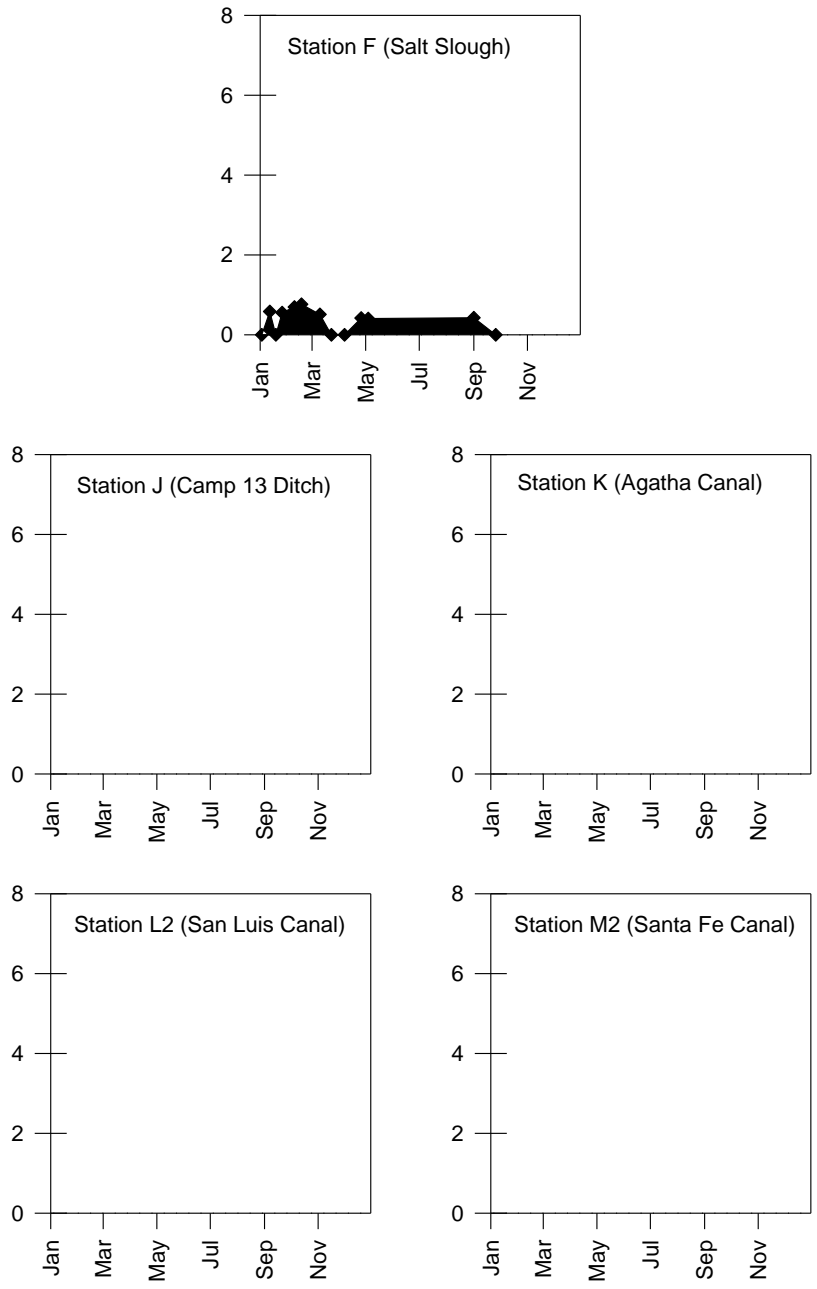 8
Station F (Salt Slough)
6
4
2
0
Jan Mar May Jul Sep Nov
8
Station J (Camp 13 Ditch)
6
4
2
0
Jan Mar May Jul Sep Nov
8
Station K (Agatha Canal)
6
4
2
0
Jan Mar May Jul Sep Nov
8
Station L2 (San Luis Canal)
6
4
2
0
Jan Mar May Jul Sep Nov
8
Station M2 (Santa Fe Canal)
6
4
2
0
Jan Mar May Jul Sep Nov